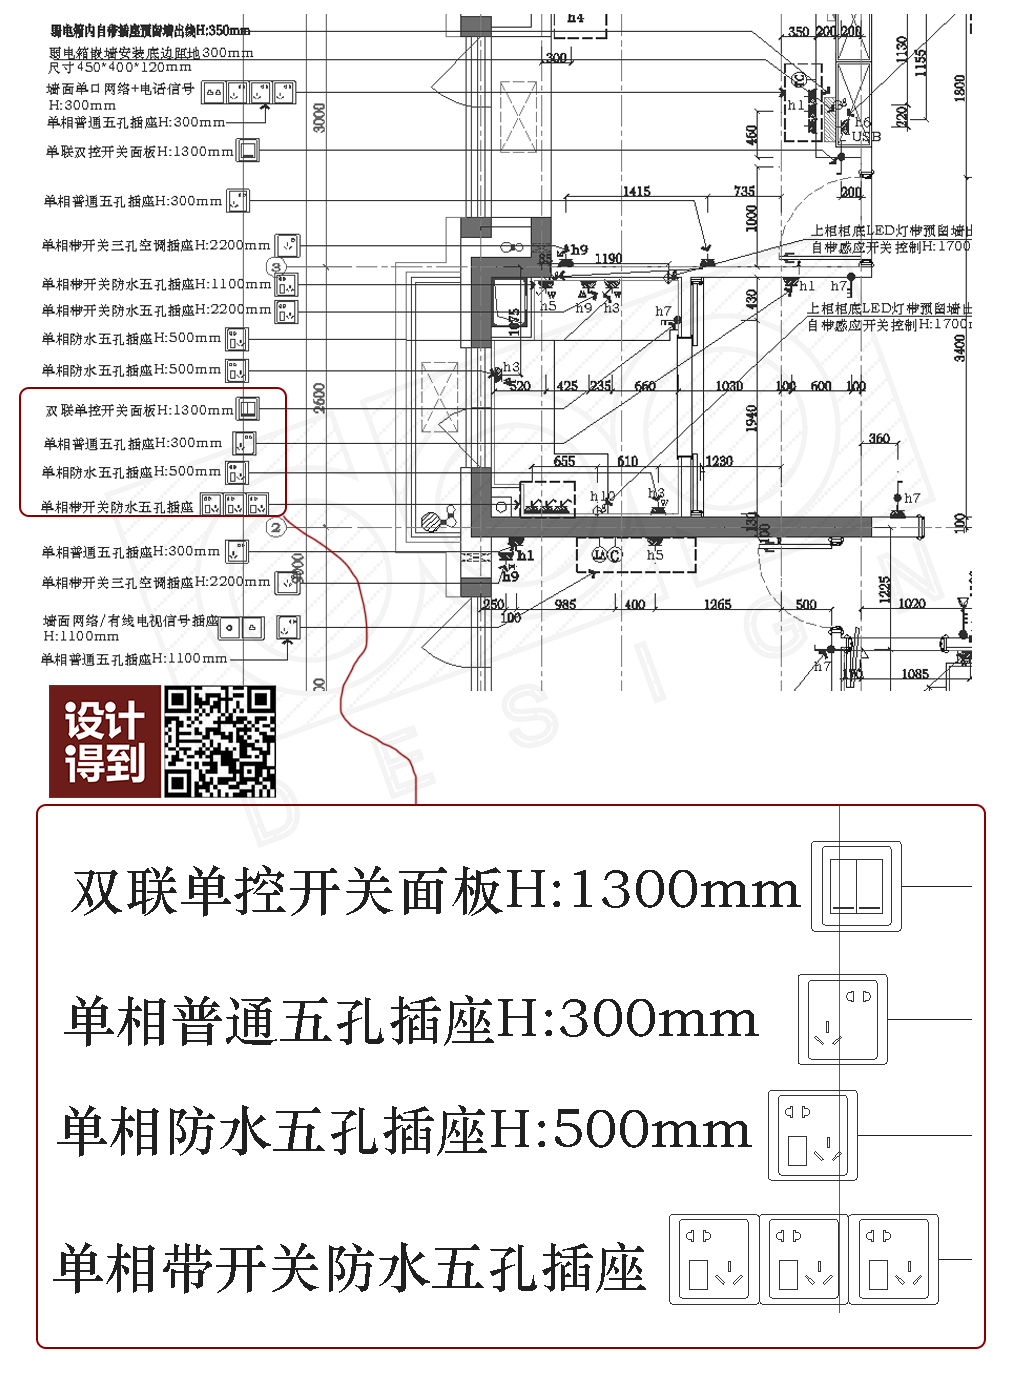 弱电箱内自带插座预留墙出线H:350mm
弱电箱嵌墙安装底边距地300mm
尺寸450*400*120mm
墙面单口网络+电话信号
H:300mm
单相普通五孔插座H:300mm
单联双控开关面板H:1300mm
单相普通五孔插座H:300mm
单相带开关三孔空调插座H:2200mm
3
单相带开关防水五孔插座H:1100mm
单相带开关防水五孔插座H:2200mm
单相防水五孔插座H:500mm
单相防水五孔插座H:500mm
双联单控开关面板H:1300mm
单相普通五孔插座H:300mm
单相防水五孔插座H:500mm
单相带开关防水五孔插座
2
单相普通五孔插座H:300mm
单相带开关三孔空调插座H:2200mm
墙面网络/有线电视信号插座
H:1100mm
单相普通五孔插座H:1100mm
3000
2600
h4
300
350 200 200
1130
1155
1800
220
460
h1
h6
USB
200
1415
735
1000
上柜柜底LED灯带预留墙出
自带感应开关控制H:1700
h9
1190
h5
h9
h3
h7
h1
h7
430
1075
上柜柜底LED灯带预留墙出
自带感应开关控制H:1700
3400
h3
520 425 235 660 1030 100 600 100
1940
360
655 610 1230
h10
h3
h7
130
100
100
h1
h9
h5
C
250
100
985 400 1265 500 1020
1225
h7
170
1085
设计
得到
DESIGN
双联单控开关面板H:1300mm
单相普通五孔插座H:300mm
单相防水五孔插座H:500mm
单相带开关防水五孔插座